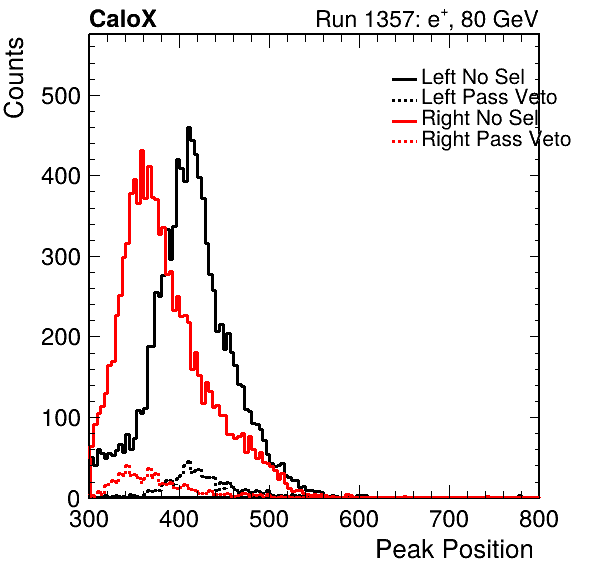 CaloX Run 1357: e⁺, 80 GeV
Counts
Left No Sel
Left Pass Veto
Right No Sel
Right Pass Veto
500
400
300
200
100
0
300 400 500 600 700 800
Peak Position